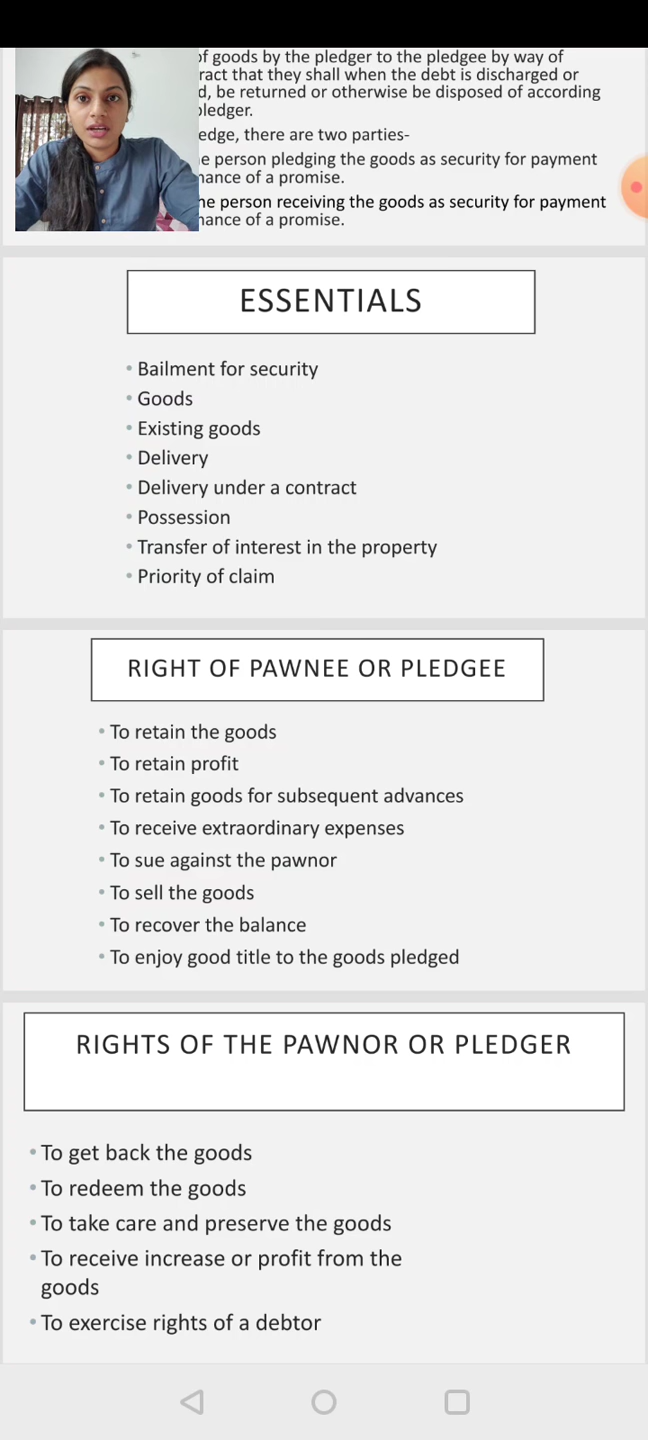 of goods by the pledger to the pledgee by way of
ract that they shall when the debt is discharged or
d, be returned or otherwise be disposed of according
pledger.
edge, there are two parties-
e person pledging the goods as security for payment
mance of a promise.
he person receiving the goods as security for payment
mance of a promise.
ESSENTIALS
• Bailment for security
• Goods
• Existing goods
• Delivery
• Delivery under a contract
• Possession
• Transfer of interest in the property
• Priority of claim
RIGHT OF PAWNEE OR PLEDGEE
• To retain the goods
• To retain profit
• To retain goods for subsequent advances
• To receive extraordinary expenses
• To sue against the pawnor
• To sell the goods
• To recover the balance
• To enjoy good title to the goods pledged
RIGHTS OF THE PAWNOR OR PLEDGER
• To get back the goods
• To redeem the goods
• To take care and preserve the goods
• To receive increase or profit from the
goods
• To exercise rights of a debtor